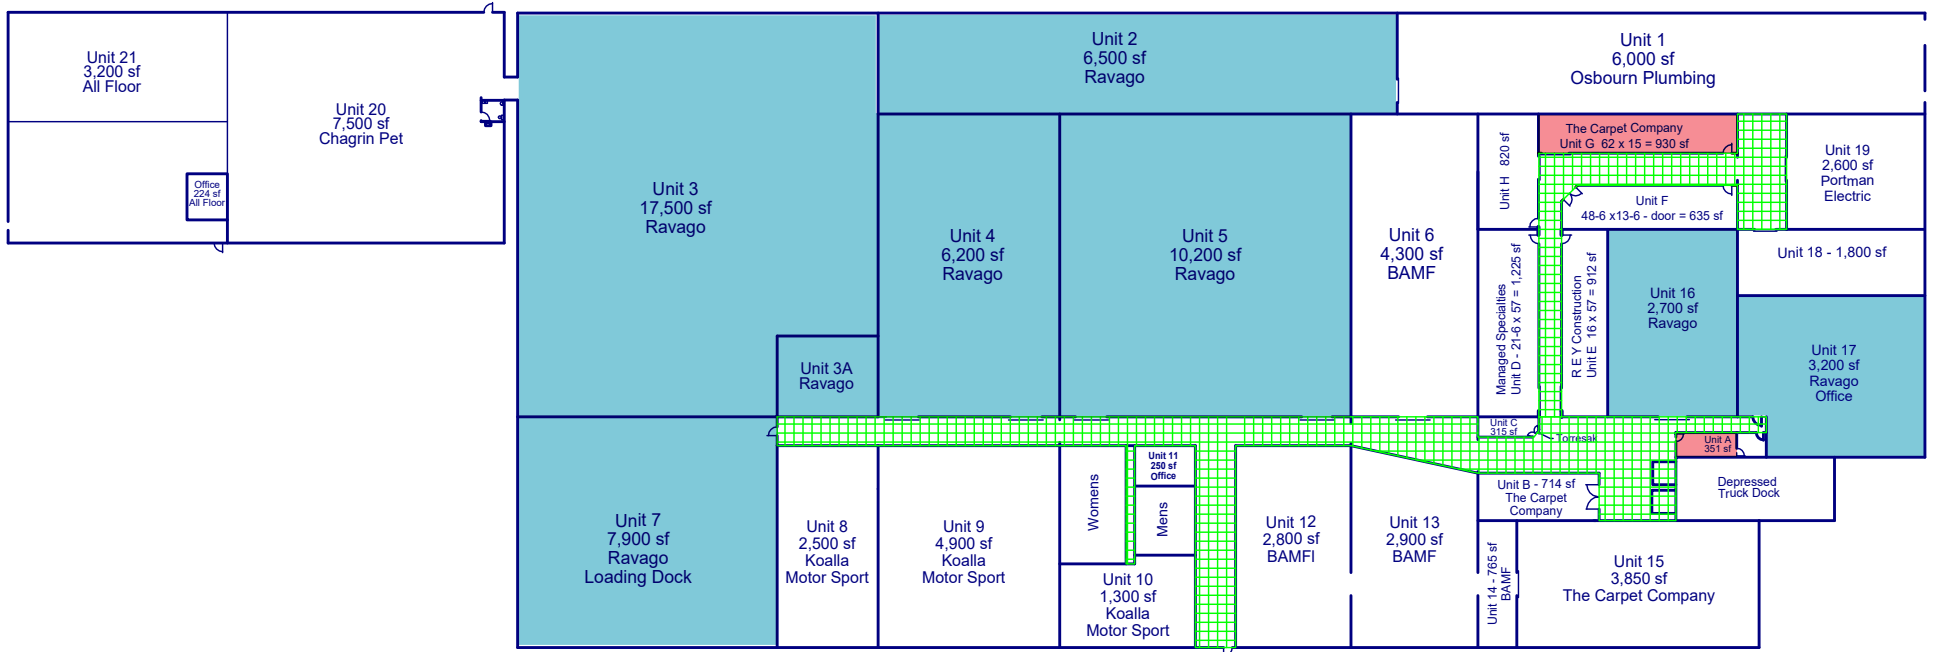 Unit 21
3,200 sf
All Floor
Unit 20
7,500 sf
Chagrin Pet
Office
224 sf
All Floor
Unit 3
17,500 sf
Ravago
Unit 3A
Ravago
Unit 2
6,500 sf
Ravago
Unit 1
6,000 sf
Osbourn Plumbing
Unit 4
6,200 sf
Ravago
Unit 5
10,200 sf
Ravago
Unit 6
4,300 sf
BAMF
Unit H 820 sf
The Carpet Company
Unit G 62 x 15 = 930 sf
Unit F
48-6 x13-6 - door = 635 sf
Unit 19
2,600 sf
Portman
Electric
Unit 18 - 1,800 sf
Managed Specialties
Unit D - 21-6 x 57 = 1,225 sf
R E Y Construction
Unit E 16 x 57 = 912 sf
Unit 16
2,700 sf
Ravago
Unit 17
3,200 sf
Ravago
Office
Unit C
315 sf
Torresak
Unit A
351 sf
Unit 7
7,900 sf
Ravago
Loading Dock
Unit 8
2,500 sf
Koalla
Motor Sport
Unit 9
4,900 sf
Koalla
Motor Sport
Womens
Unit 11
250 sf
Office
Mens
Unit 10
1,300 sf
Koalla
Motor Sport
Unit 12
2,800 sf
BAMFI
Unit 13
2,900 sf
BAMF
Unit B - 714 sf
The Carpet
Company
Depressed
Truck Dock
Unit 14 - 765 sf
BAMF
Unit 15
3,850 sf
The Carpet Company